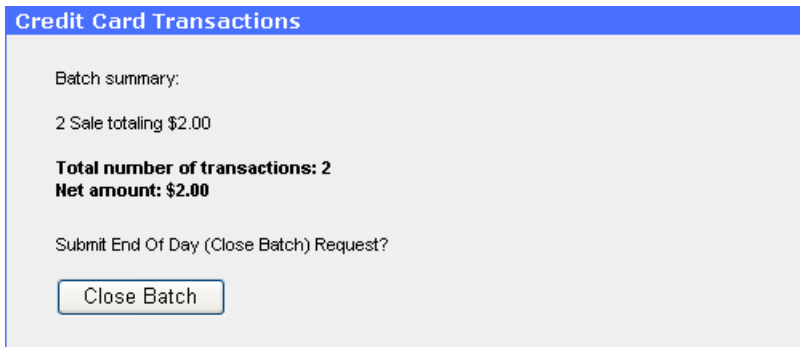 Credit Card Transactions
Batch summary:
2 Sale totaling $2.00
Total number of transactions: 2
Net amount: $2.00
Submit End Of Day (Close Batch) Request?
Close Batch